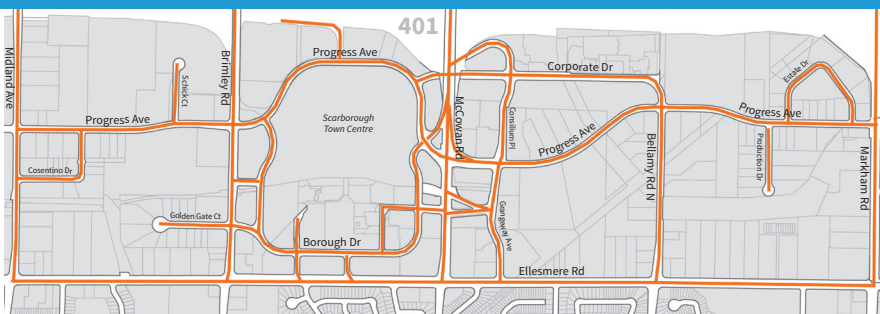 401
Midland Ave
Brimley Rd
Progress Ave
Corporate Dr
Estate Dr
Schick Ct
Consilium Pl
Progress Ave
Scarborough
Town Centre
McCowan Rd
Progress Ave
Progress Ave
Bellamy Rd N
Production Dr
Markham Rd
Cosentino Dr
Golden Gate Ct
Grangeway Ave
Borough Dr
Ellesmere Rd